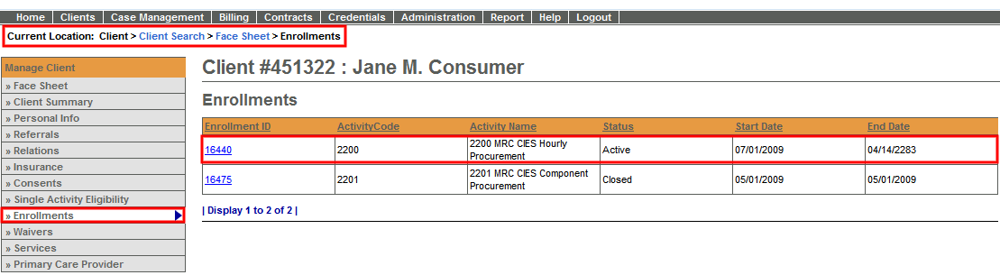 Home | Clients | Case Management | Billing | Contracts | Credentials | Administration | Report | Help | Logout |
Current Location: Client > Client Search > Face Sheet > Enrollments
Manage Client
» Face Sheet
» Client Summary
» Personal Info
» Referrals
» Relations
» Insurance
» Consents
» Single Activity Eligibility
» Enrollments
» Waivers
» Services
» Primary Care Provider
Client #451322 : Jane M. Consumer
Enrollments
Enrollment ID ActivityCode Activity Name Status Start Date End Date
16440 2200 2200 MRC CIES Hourly Active 07/01/2009 04/14/2283
Procurement
16475 2201 2201 MRC CIES Component Closed 05/01/2009 05/01/2009
Procurement
| Display 1 to 2 of 2 |